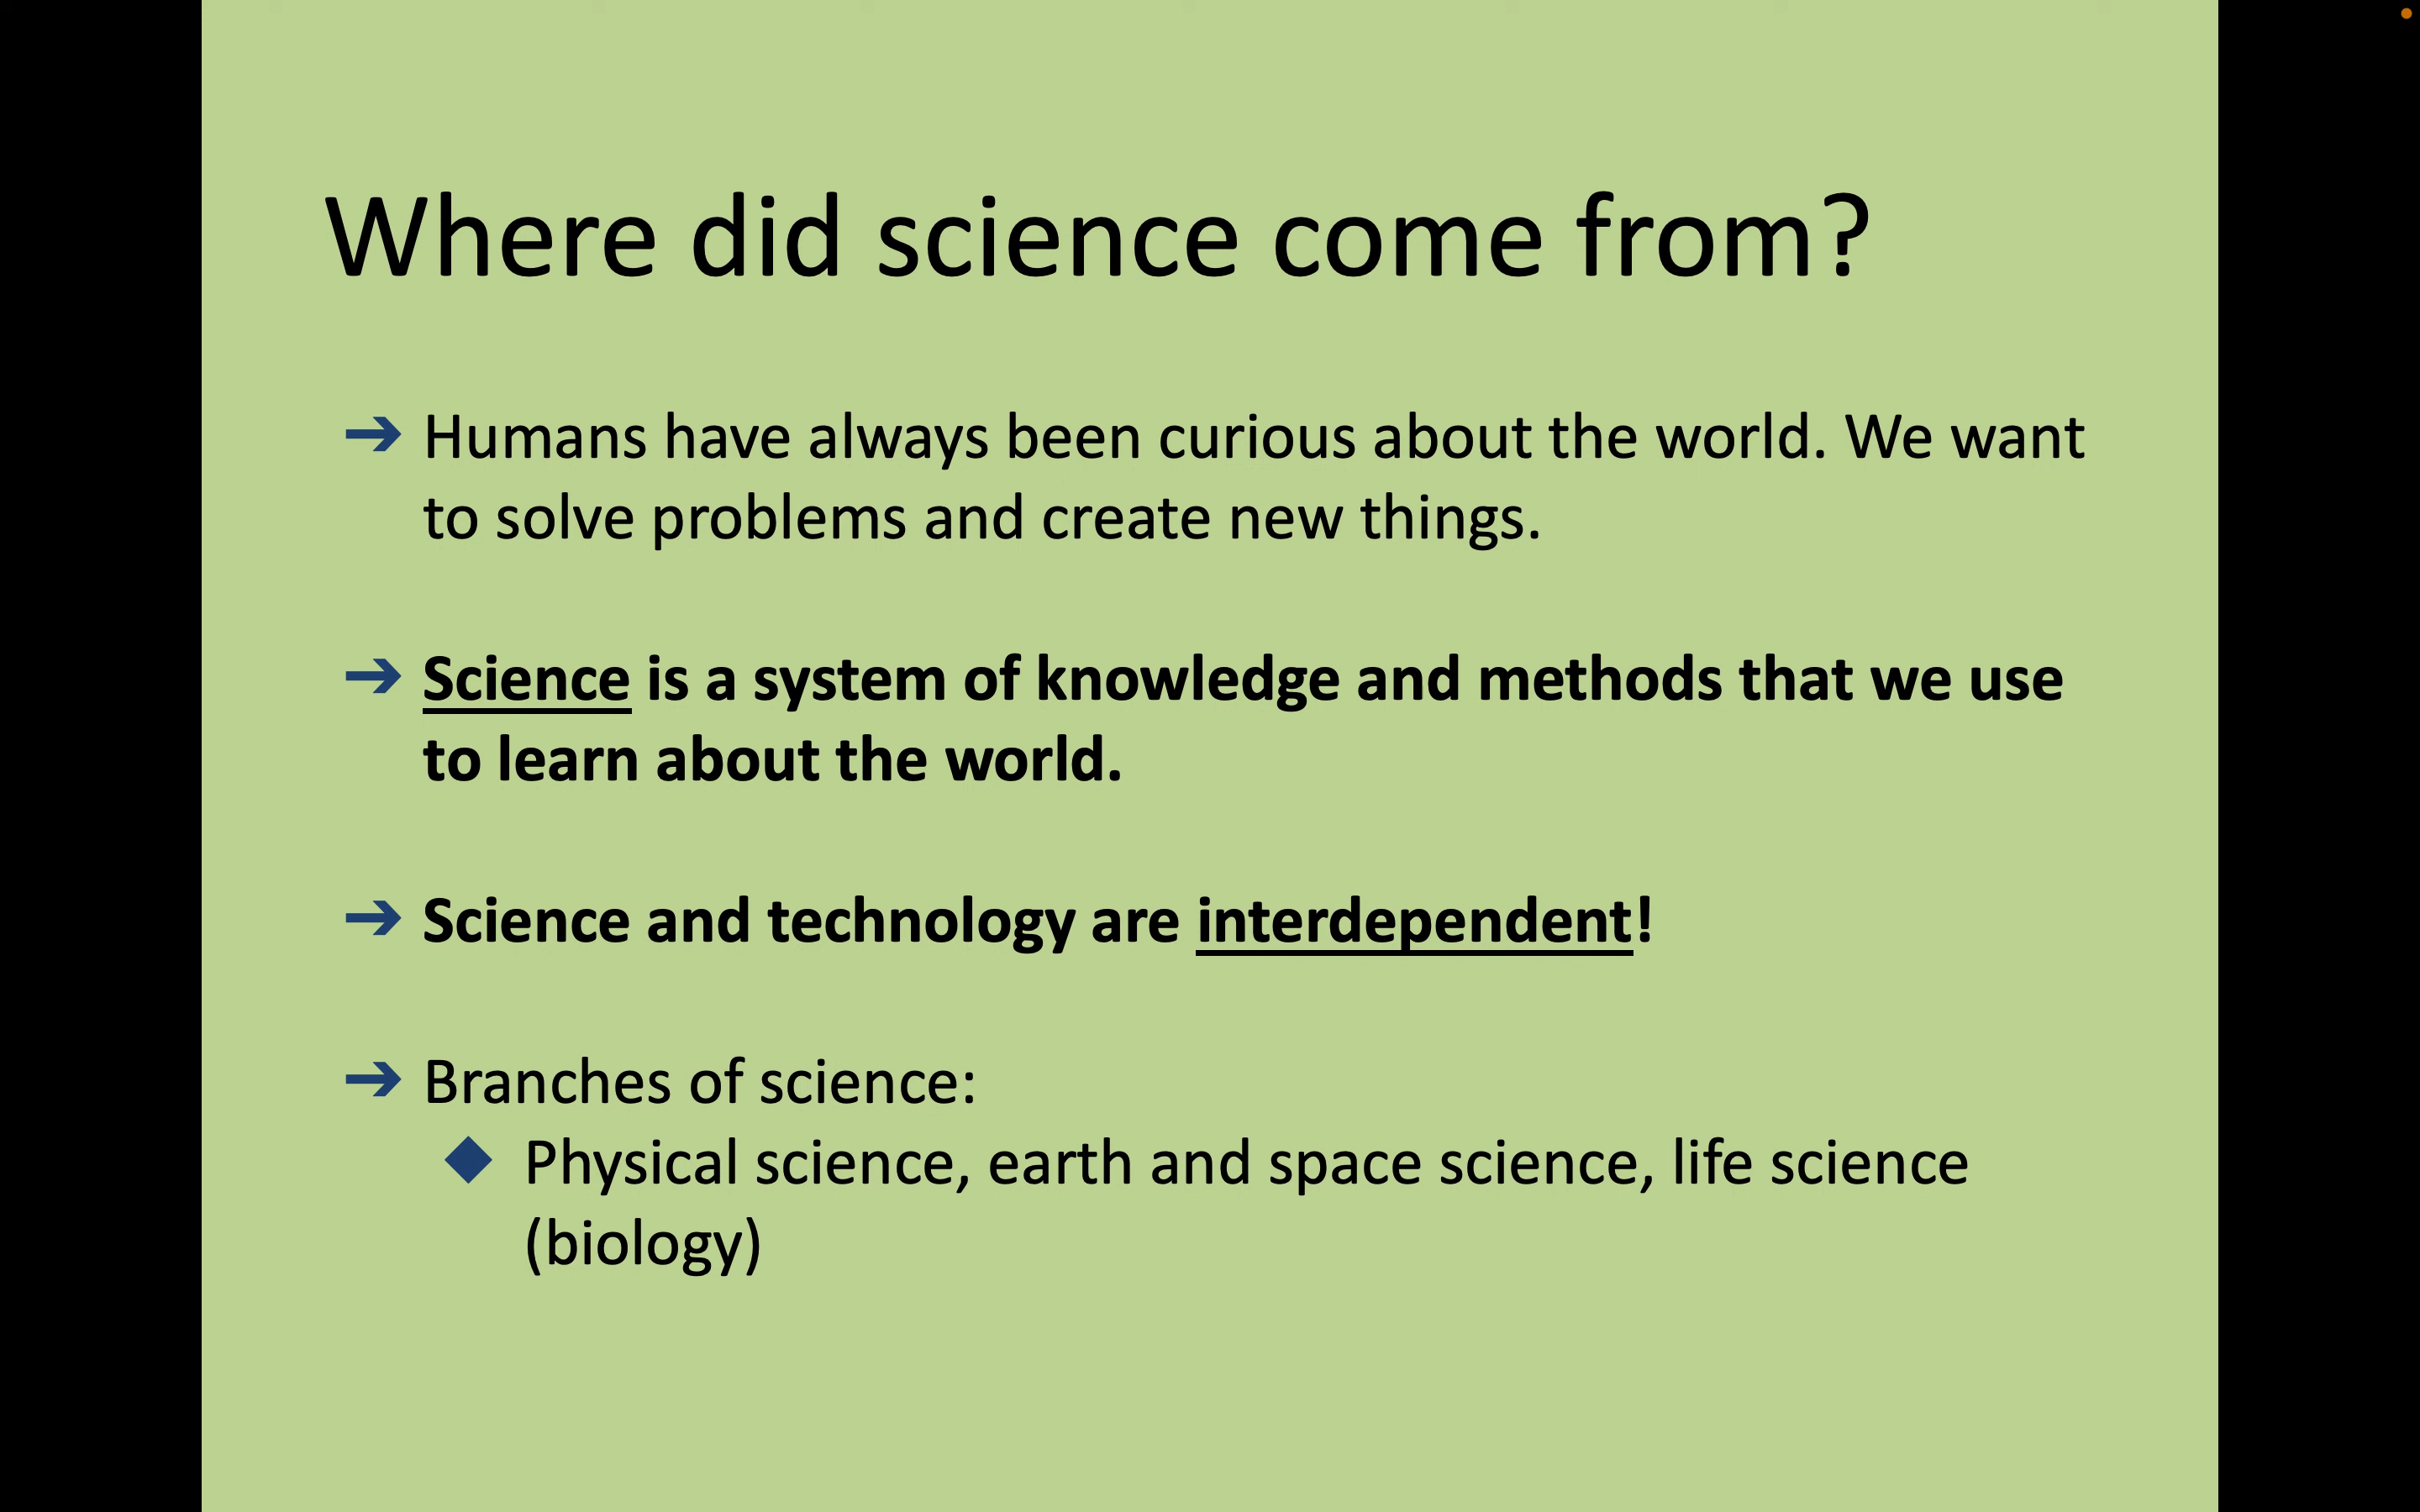 Where did science come from?
Humans have always been curious about the world. We want
to solve problems and create new things.
Science is a system of knowledge and methods that we use
to learn about the world.
Science and technology are interdependent!
Branches of science:
Physical science, earth and space science, life science
(biology)